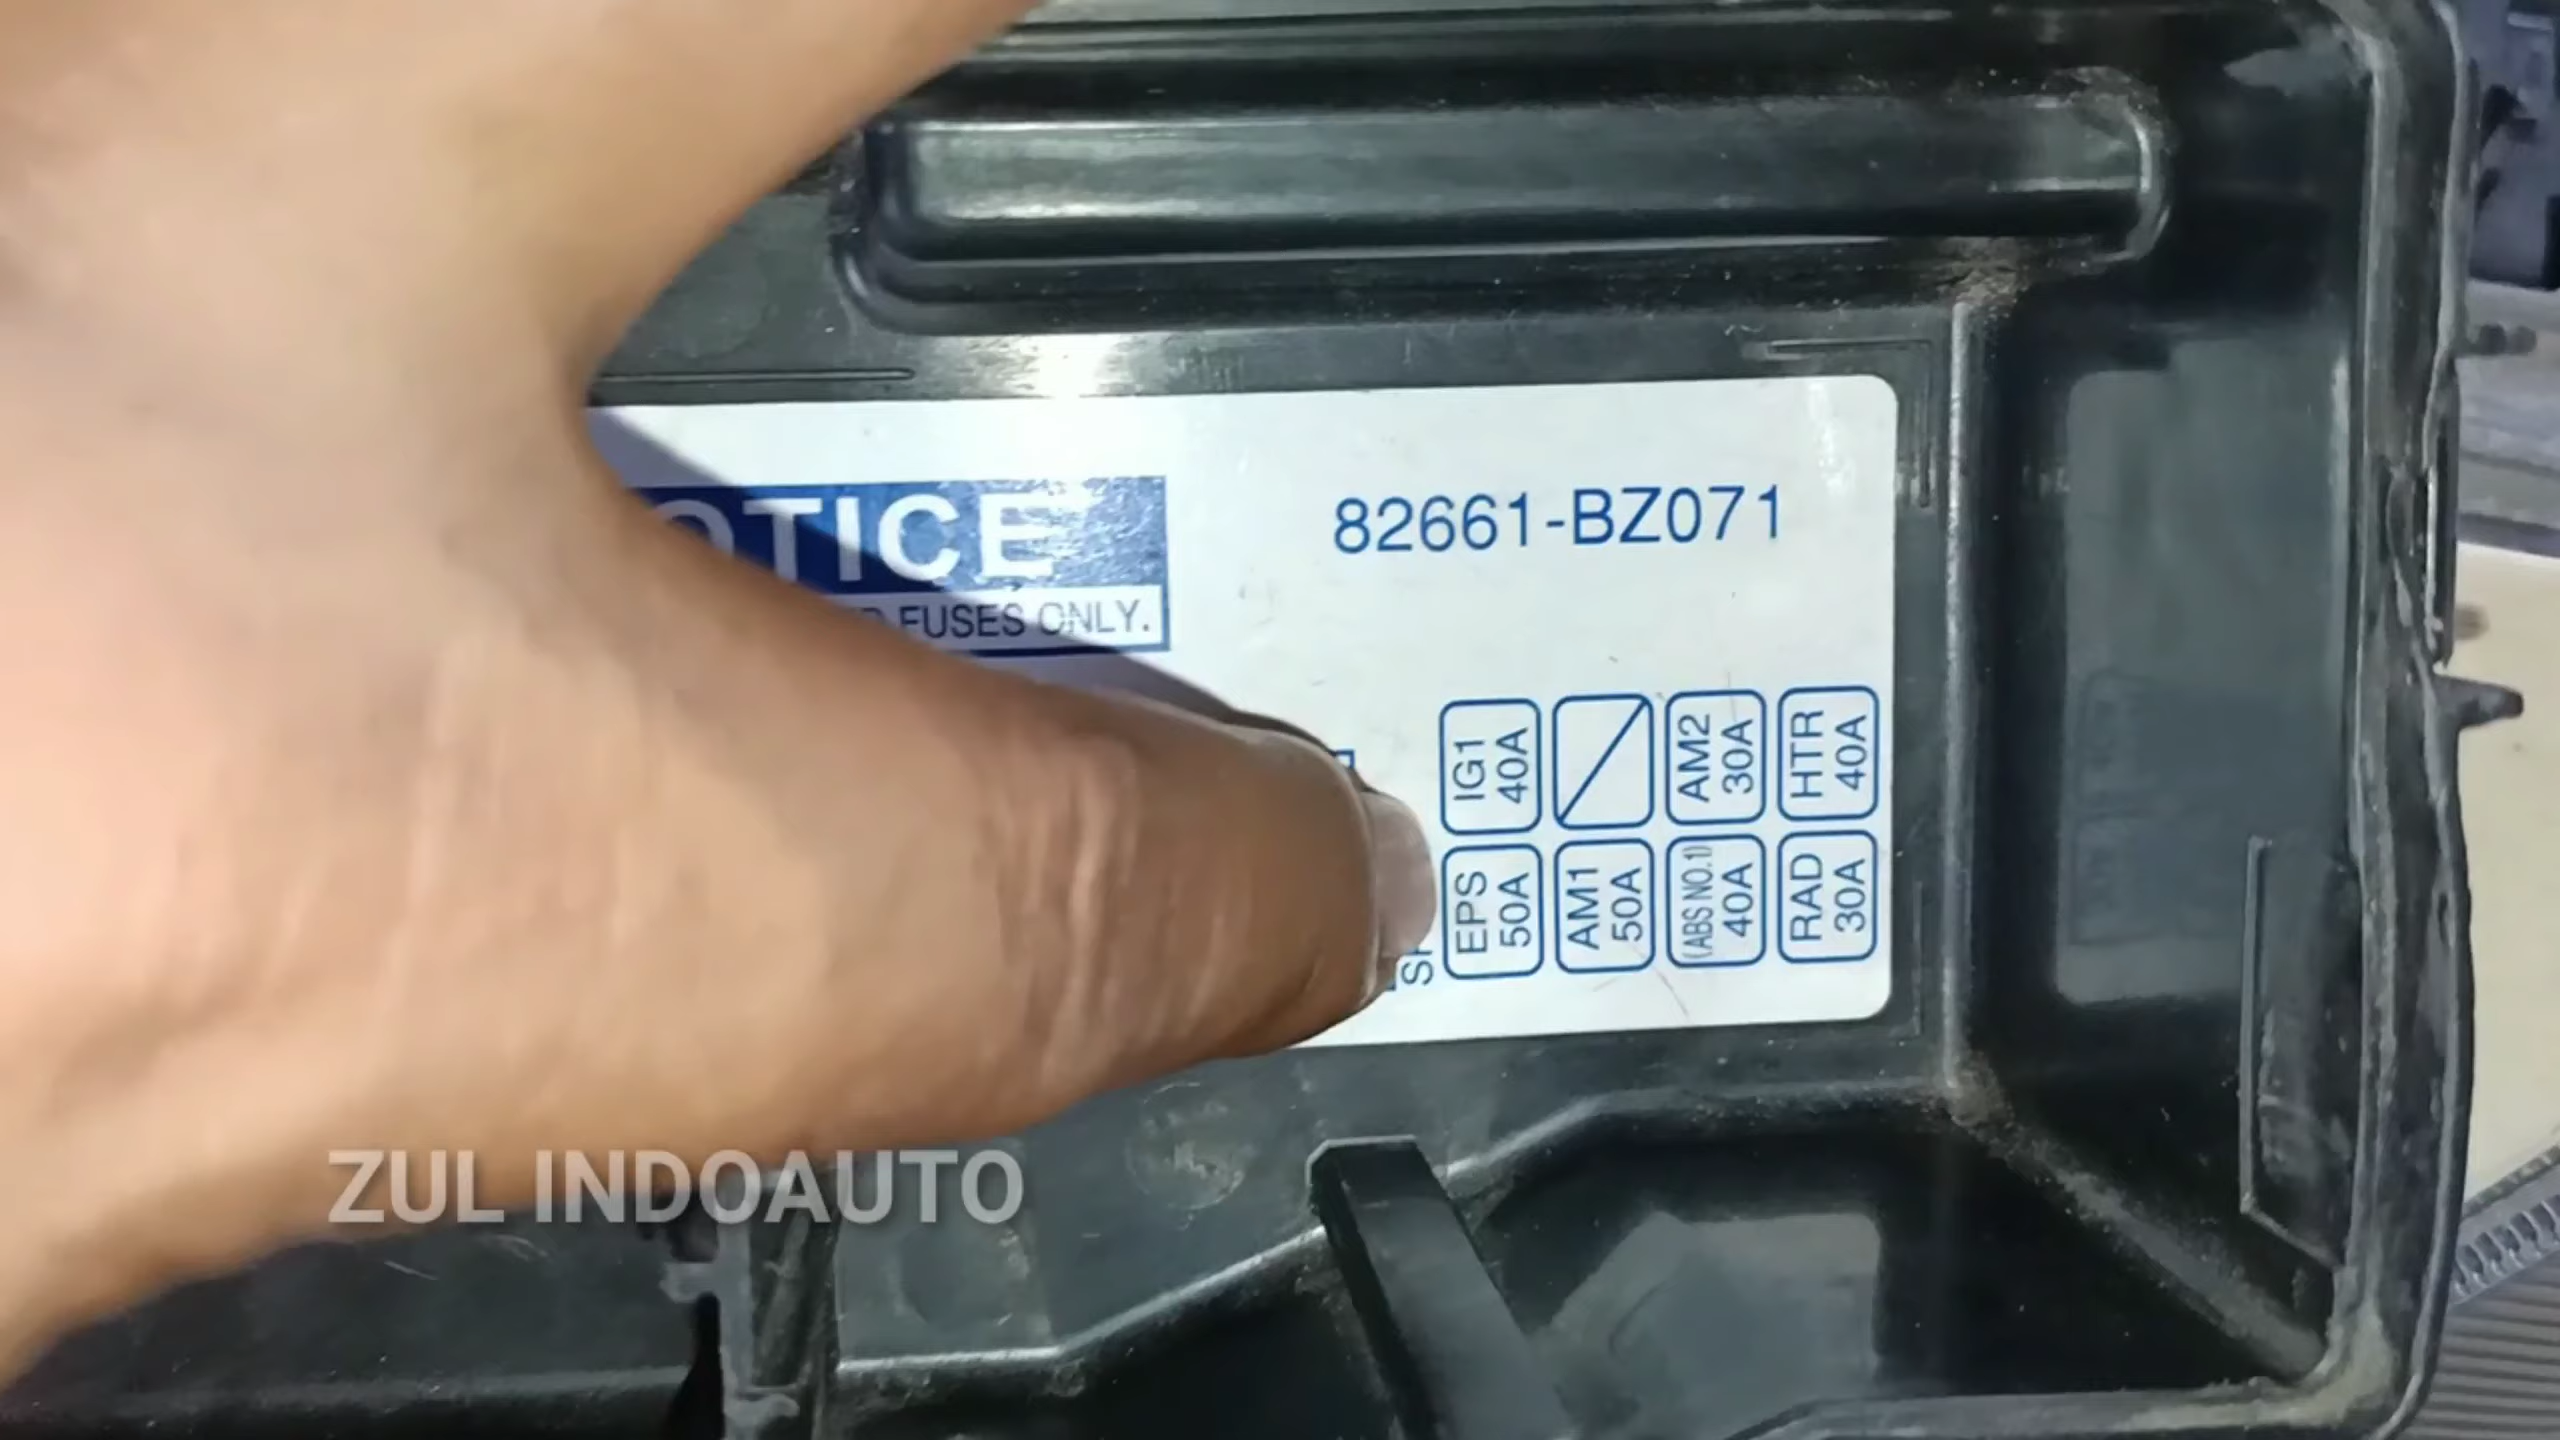 OTICE
82661-BZ071
FUSES ONLY.
IG1 40A
AM2 30A
HTR 40A
EPS 50A
AM1 50A
(ABS NO.1) 40A
RAD 30A
ZUL INDOAUTO